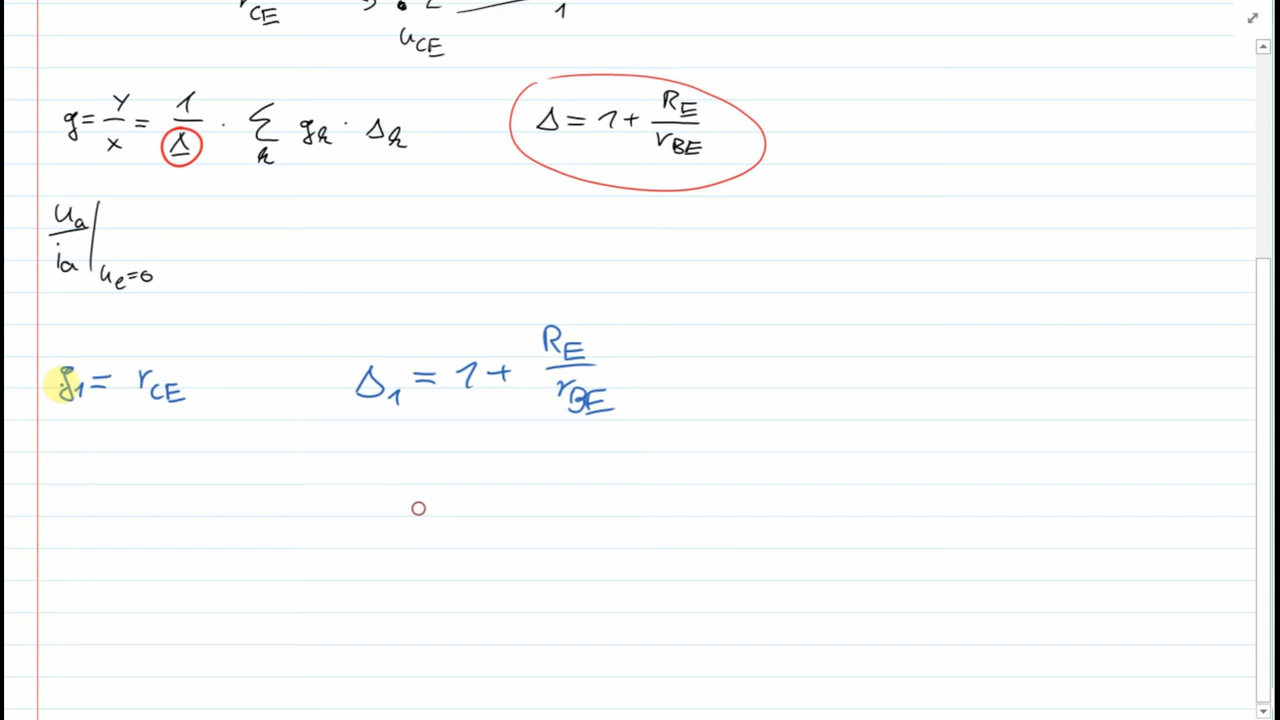 r_CE 1
u_CE
g = y/x = 1/Δ · Σ_k g_k · Δ_k Δ = 1 + R_E/r_BE
u_a/i_a |_{u_e=0}
g_1 = r_CE Δ_1 = 1 + R_E/r_BE